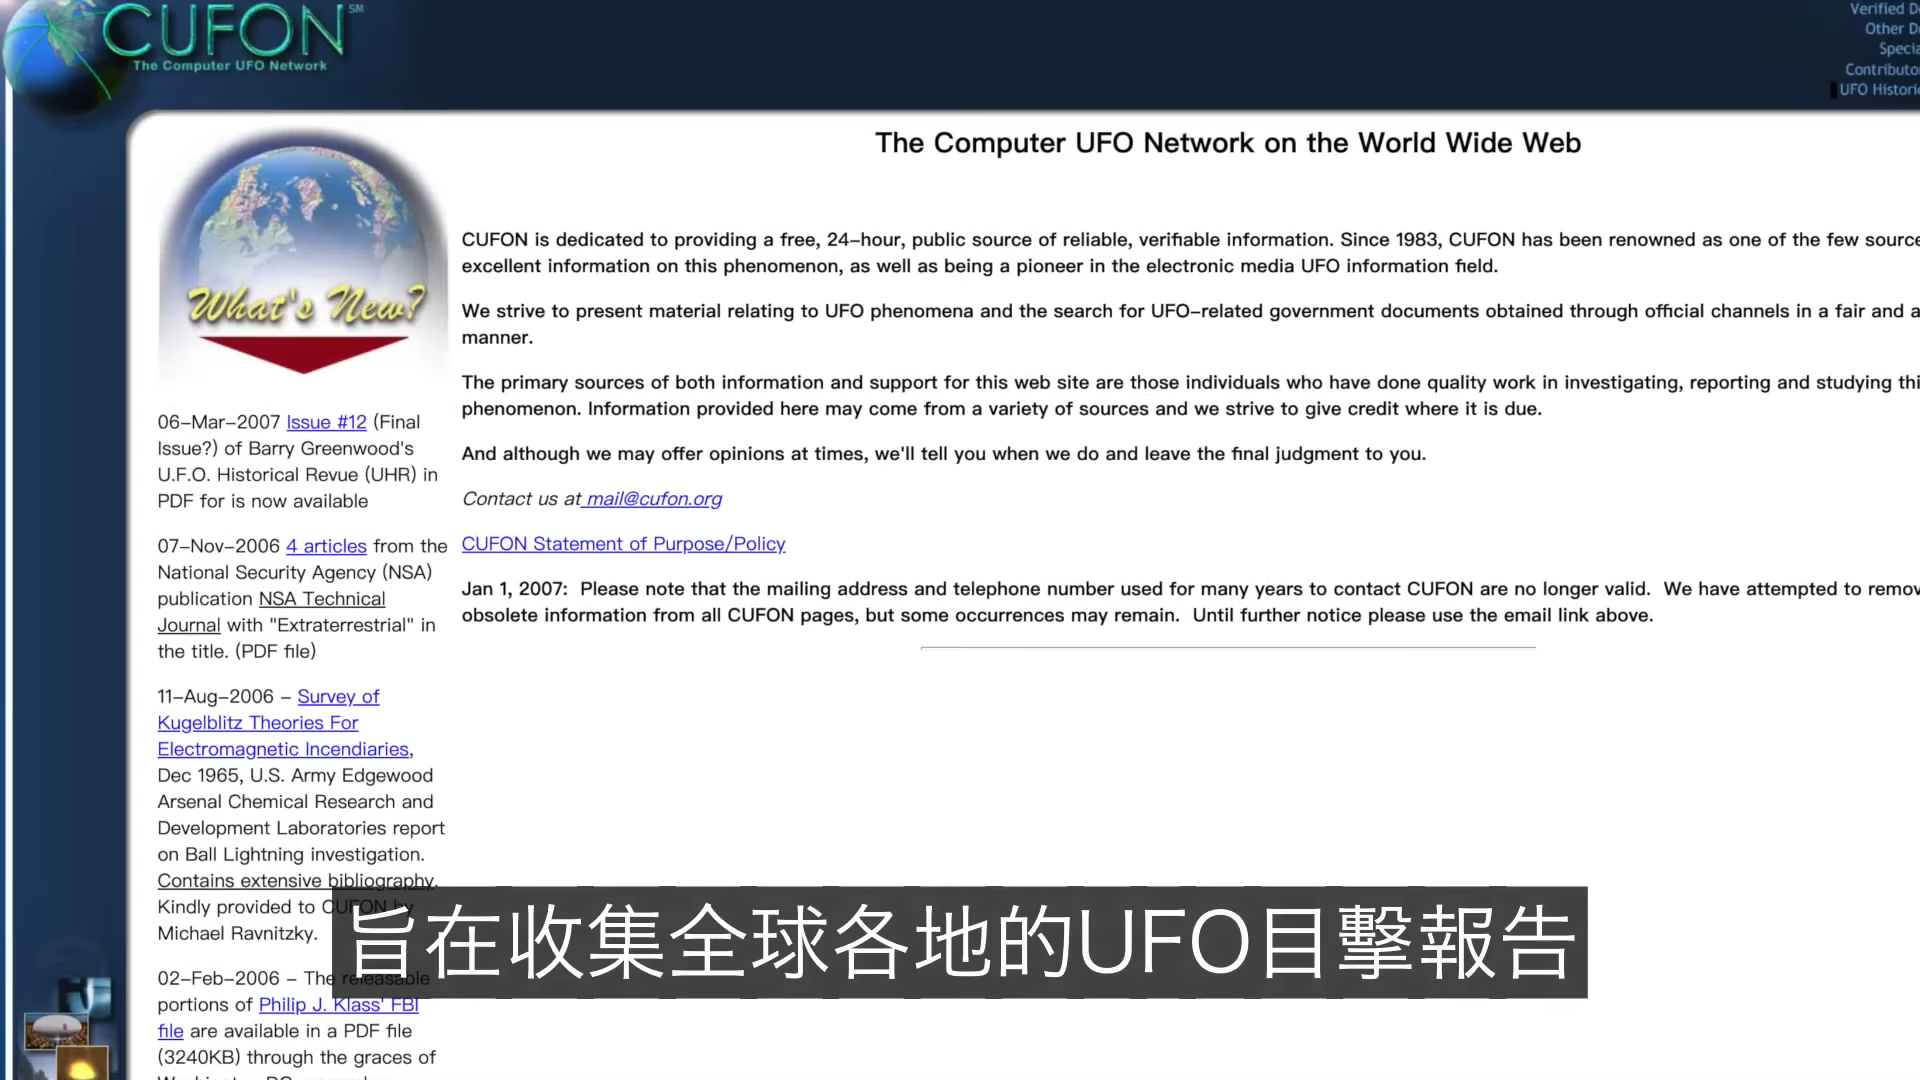 CUFON SM
The Computer UFO Network
Verified
Other
UFO
The Computer UFO Network on the World Wide Web
What's New?
CUFON is dedicated to providing a free, 24-hour, public source of reliable, verifiable information. Since 1983, CUFON has been renowned as one of the few source
excellent information on this phenomenon, as well as being a pioneer in the electronic media UFO information field.
We strive to present material relating to UFO phenomena and the search for UFO-related government documents obtained through official channels in a fair and a
manner.
The primary sources of both information and support for this web site are those individuals who have done quality work in investigating, reporting and studying thi
phenomenon. Information provided here may come from a variety of sources and we strive to give credit where it is due.
And although we may offer opinions at times, we'll tell you when we do and leave the final judgment to you.
Contact us at mail@cufon.org
CUFON Statement of Purpose/Policy
Jan 1, 2007: Please note that the mailing address and telephone number used for many years to contact CUFON are no longer valid. We have attempted to remov
obsolete information from all CUFON pages, but some occurrences may remain. Until further notice please use the email link above.
06-Mar-2007 Issue #12 (Final
Issue?) of Barry Greenwood's
U.F.O. Historical Revue (UHR) in
PDF for is now available
07-Nov-2006 4 articles from the
National Security Agency (NSA)
publication NSA Technical
Journal with "Extraterrestrial" in
the title. (PDF file)
11-Aug-2006 - Survey of
Kugelblitz Theories For
Electromagnetic Incendiaries,
Dec 1965, U.S. Army Edgewood
Arsenal Chemical Research and
Development Laboratories report
on Ball Lightning investigation.
Contains extensive bibliography.
Kindly provided to CUFON by
Michael Ravnitzky.
02-Feb-2006 - The releasable
portions of Philip J. Klass' FBI
file are available in a PDF file
(3240KB) through the graces of
旨在收集全球各地的UFO目擊報告